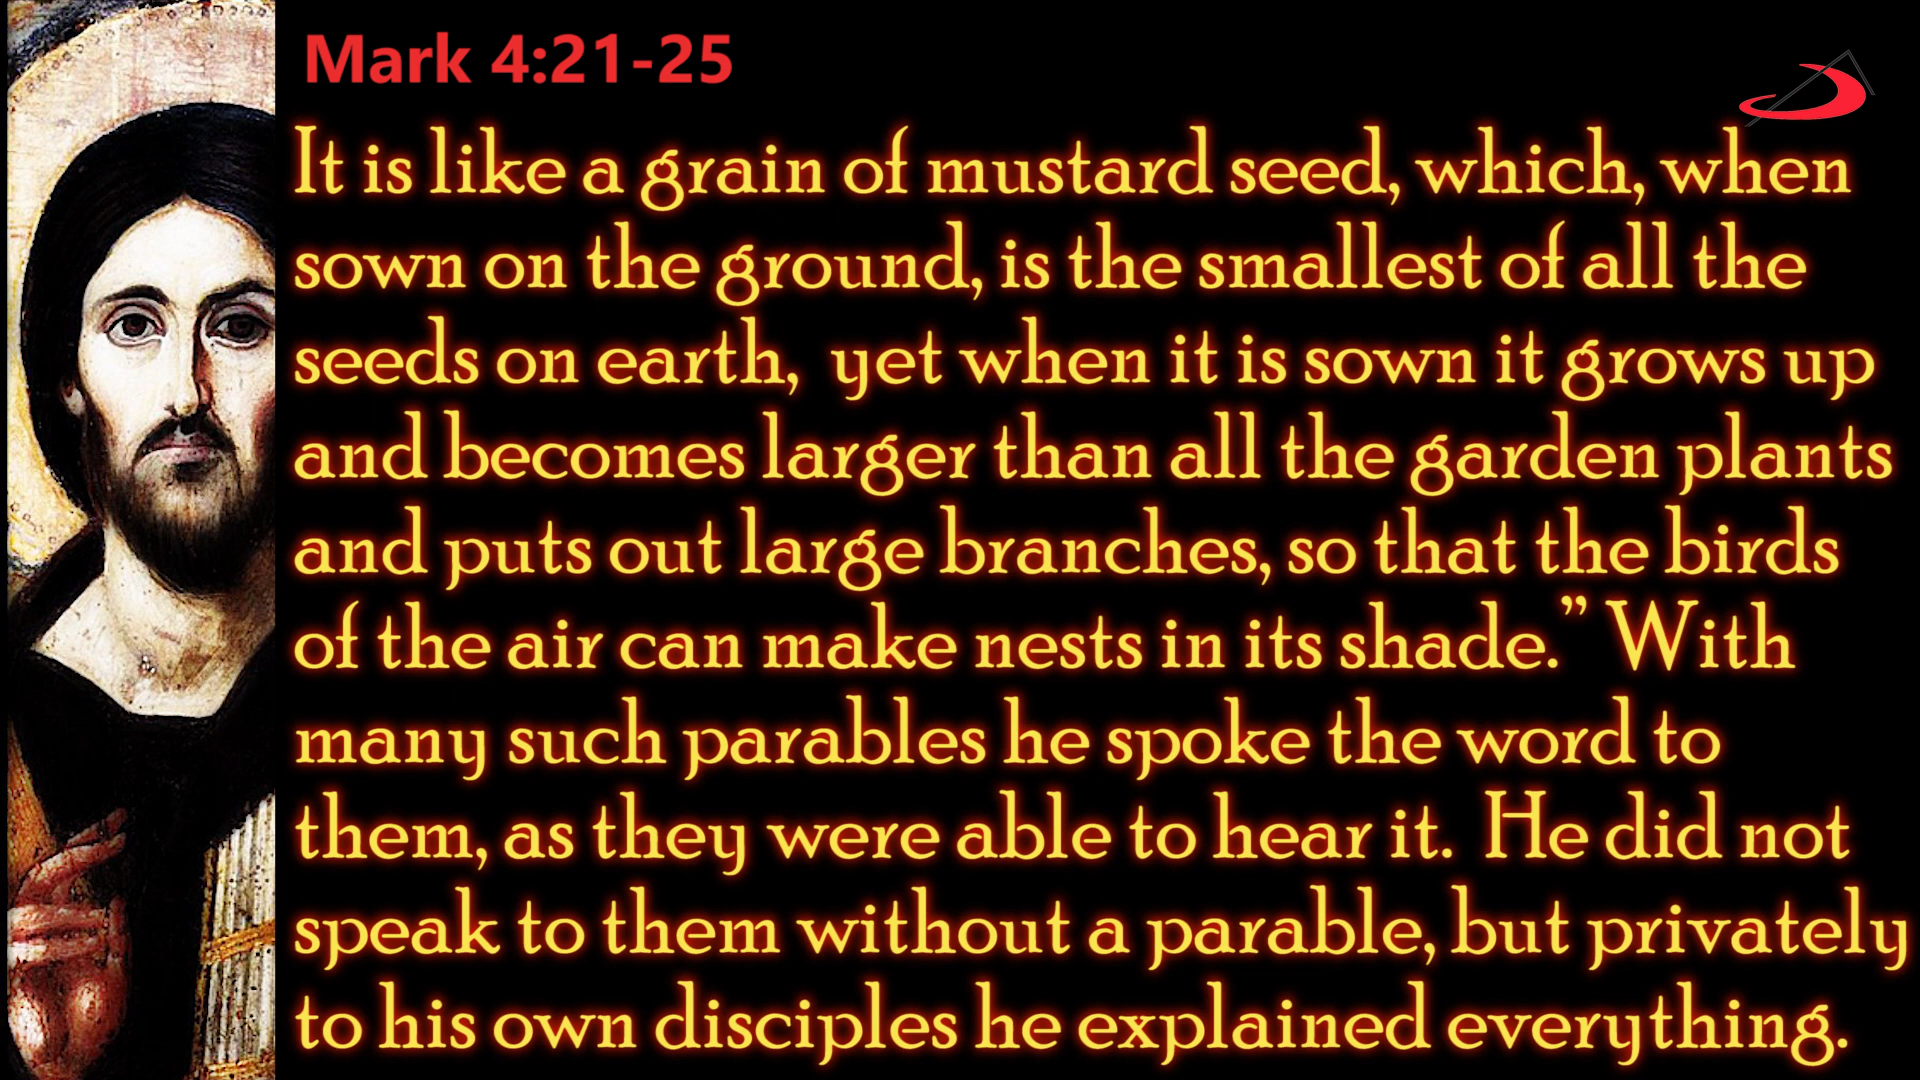 Mark 4:21-25
It is like a grain of mustard seed, which, when
sown on the ground, is the smallest of all the
seeds on earth,  yet when it is sown it grows up
and becomes larger than all the garden plants
and puts out large branches, so that the birds
of the air can make nests in its shade.” With
many such parables he spoke the word to
them, as they were able to hear it.  He did not
speak to them without a parable, but privately
to his own disciples he explained everything.